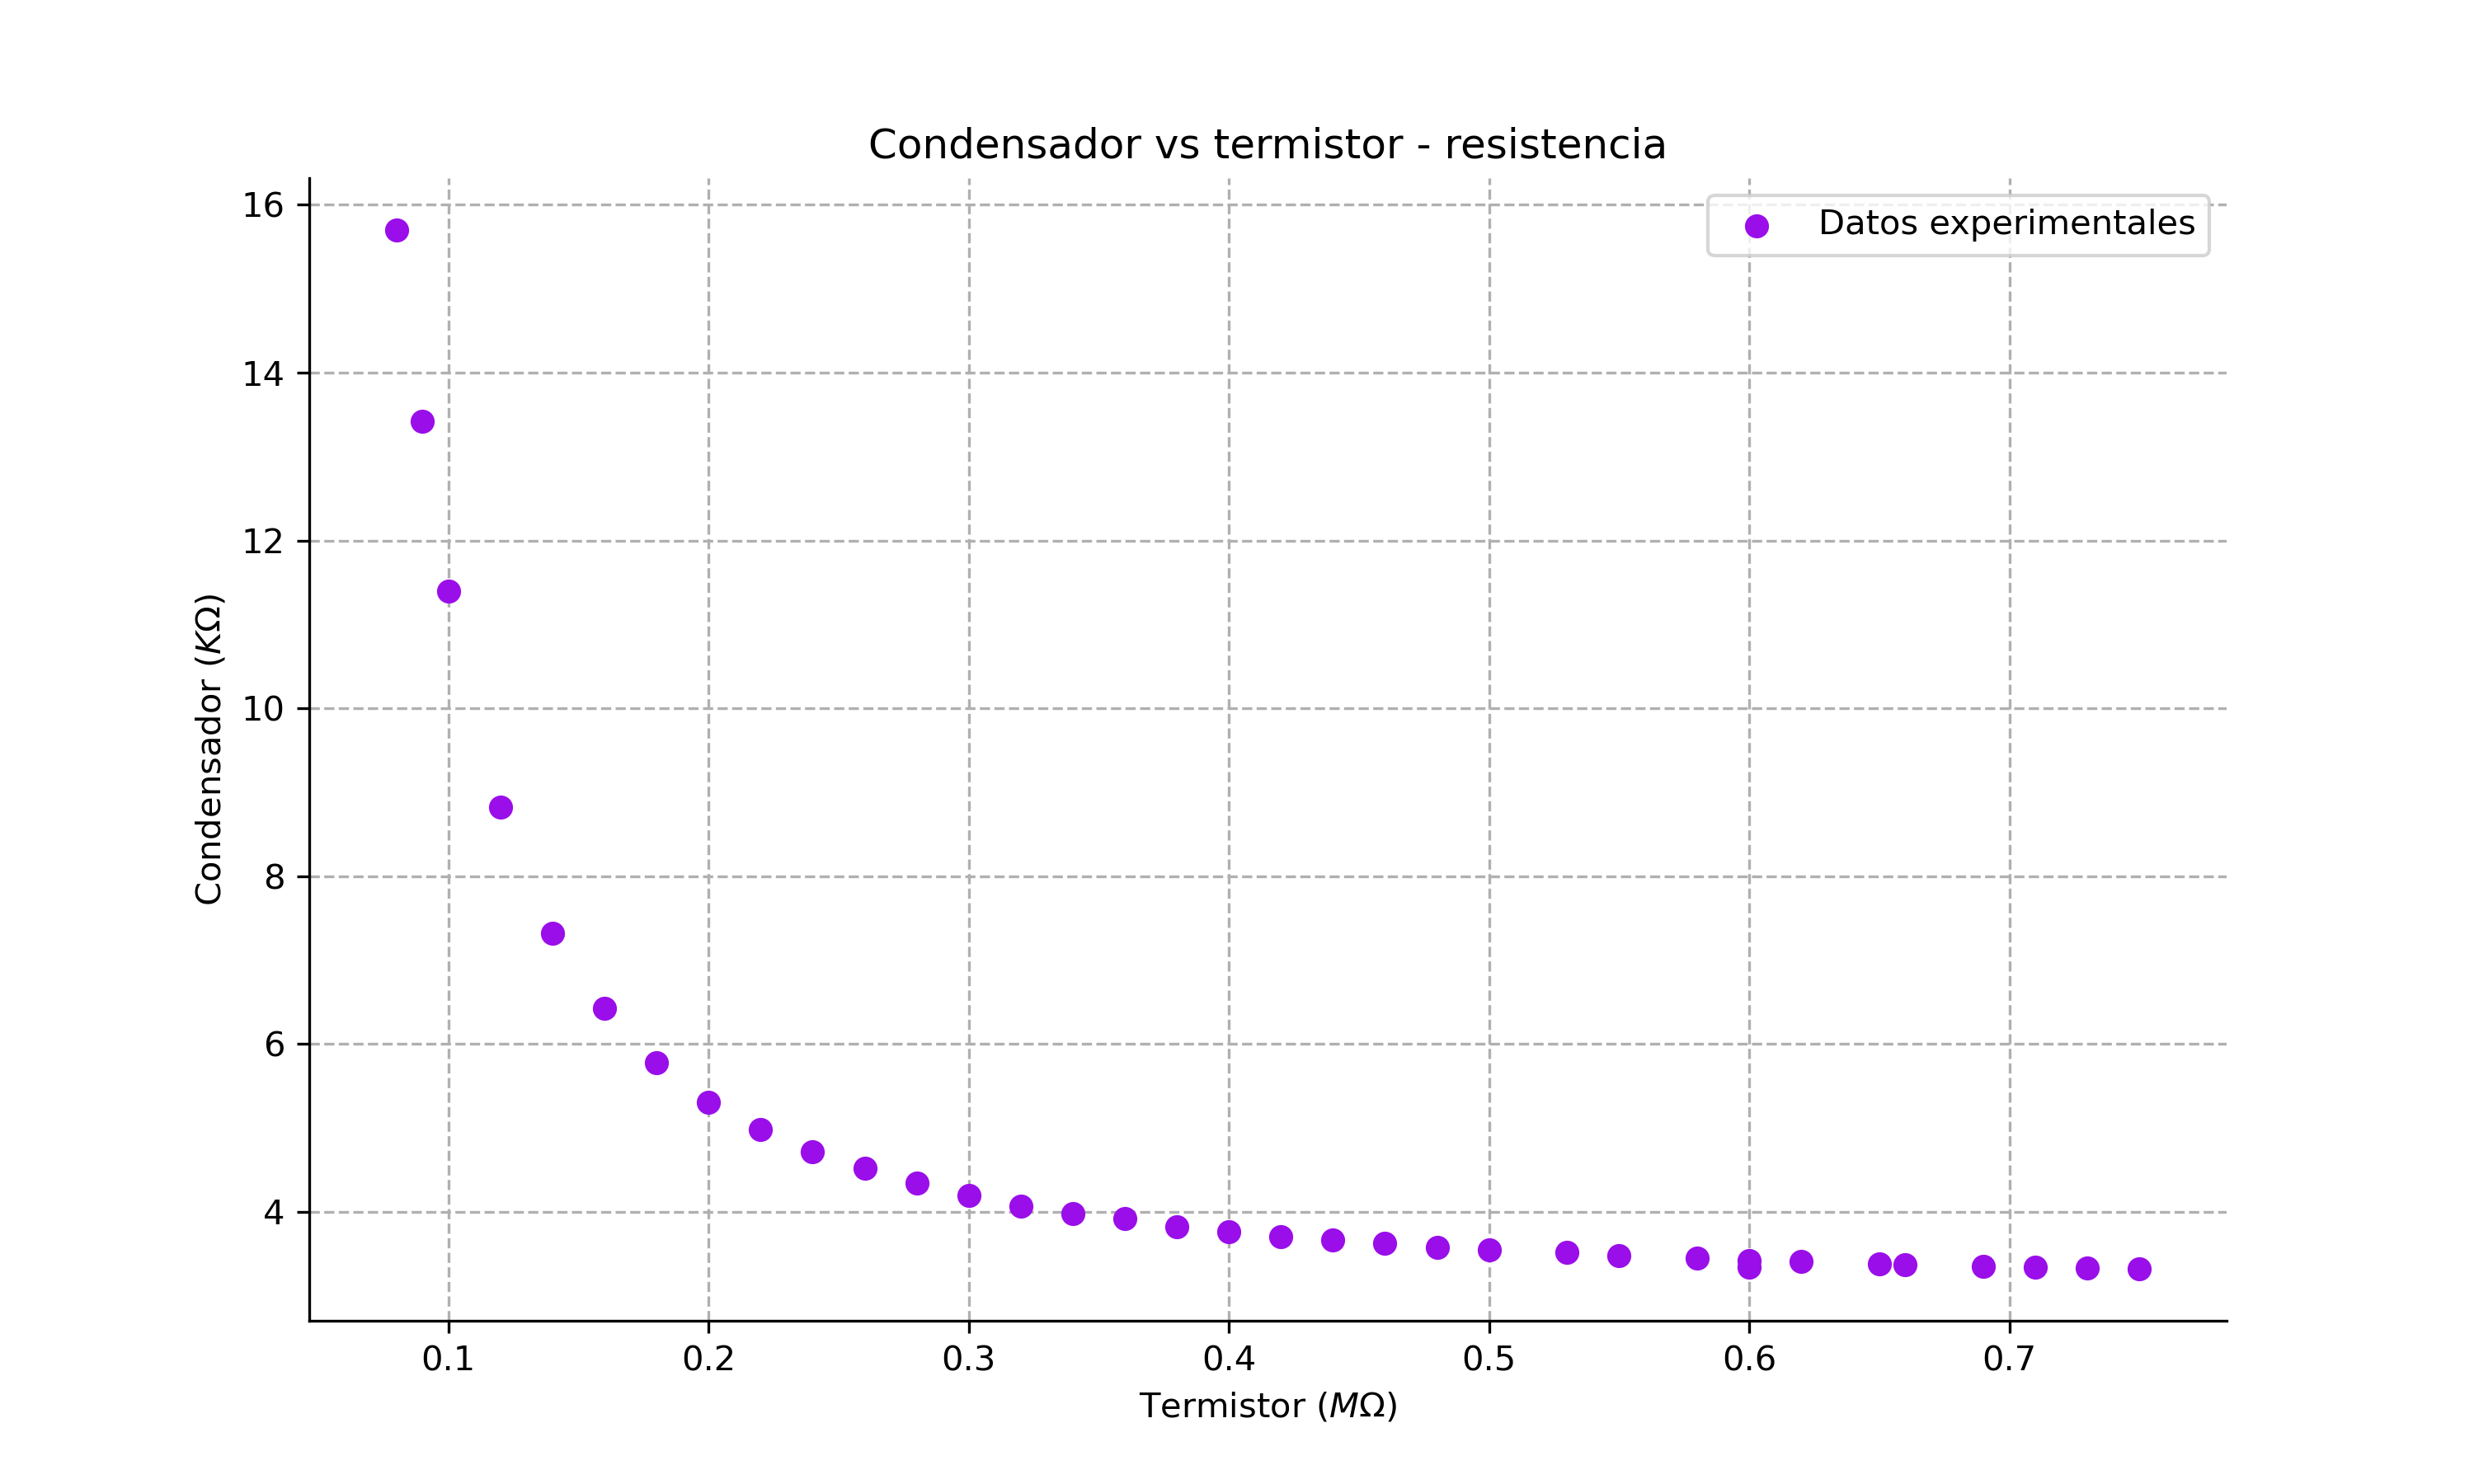 Condensador vs termistor - resistencia
Datos experimentales
16
14
12
10
8
6
4
Condensador (KΩ)
0.1 0.2 0.3 0.4 0.5 0.6 0.7
Termistor (MΩ)